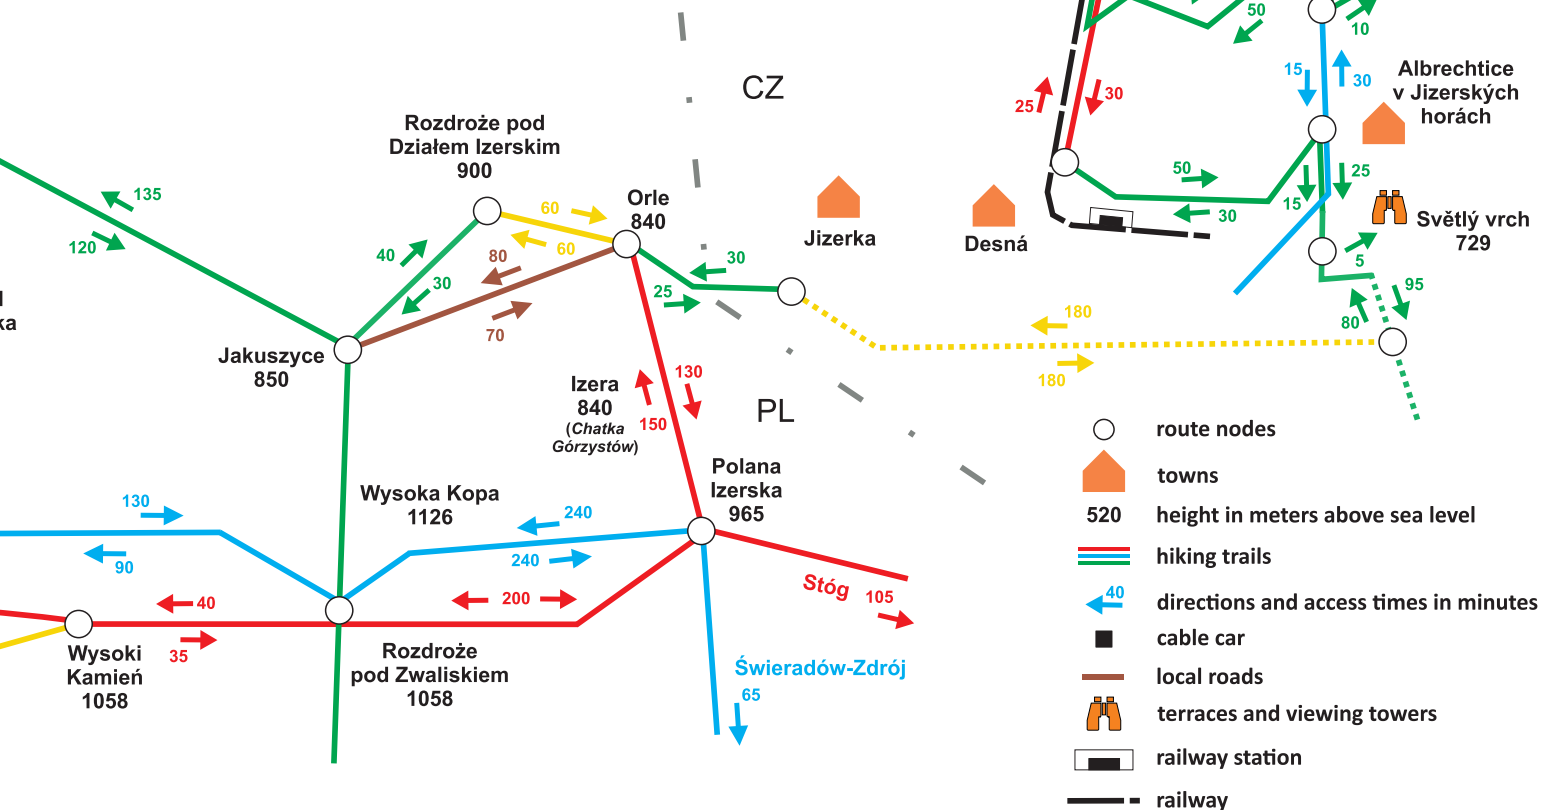 50
10
CZ
15
30
Albrechtice
v Jizerských
horách
25
30
Rozdroże pod
Działem Izerskim
900
135
120
40
30
60
60
Orle
840
80
70
30
25
Jizerka
Desná
50
30
15
25
Světlý vrch
729
5
95
80
180
180
ka
Jakuszyce
850
Izera
840
(Chatka
Górzystów)
130
150
PL
Polana
Izerska
965
Wysoka Kopa
1126
130
90
240
240
200
40
35
Wysoki
Kamień
1058
Rozdroże
pod Zwaliskiem
1058
Stóg
105
Świeradów-Zdrój
65
route nodes
towns
520 height in meters above sea level
hiking trails
40 directions and access times in minutes
cable car
local roads
terraces and viewing towers
railway station
railway